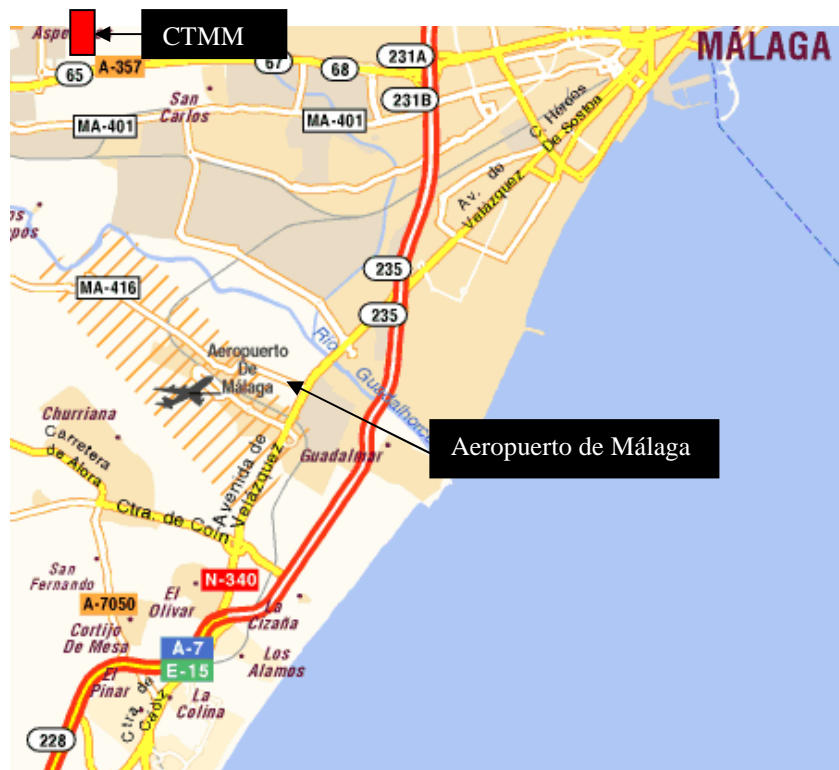 CTMM
Aspe
65
A-357
67
68
231A
231B
MÁLAGA
San
Carlos
MA-401
MA-401
C. Héroes
De Sostoa
Av. de
Velázquez
os
pos
MA-416
235
235
Río
Guadalhorce
Aeropuerto
De
Málaga
Aeropuerto de Málaga
Churriana
Carretera
de Alora
Guadalmar
Avenida de
Velázquez
Ctra. de Coín
San
Fernando
El
Olivar
N-340
A-7050
La
Cizaña
Cortijo
De Mesa
A-7
E-15
Los
Alamos
El
Pinar
Ctra. de
Cádiz
La
Colina
228